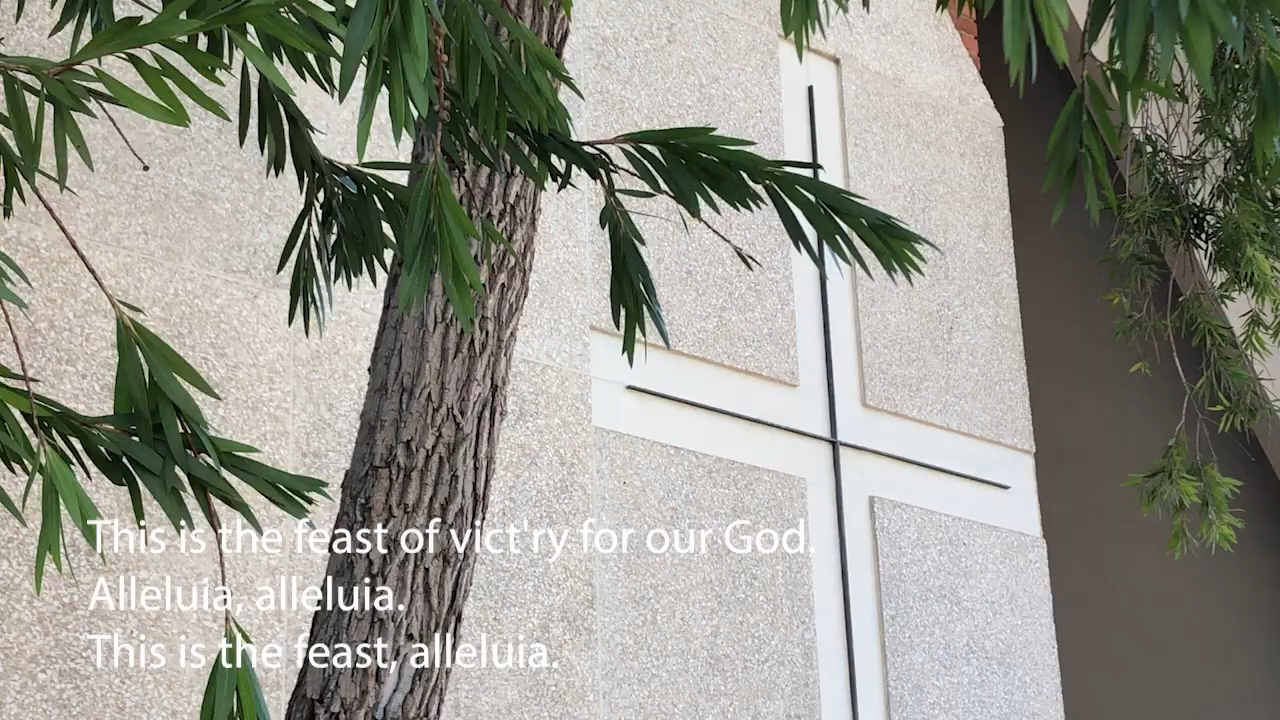 This is the feast of vict'ry for our God.
Alleluia, alleluia.
This is the feast, alleluia.